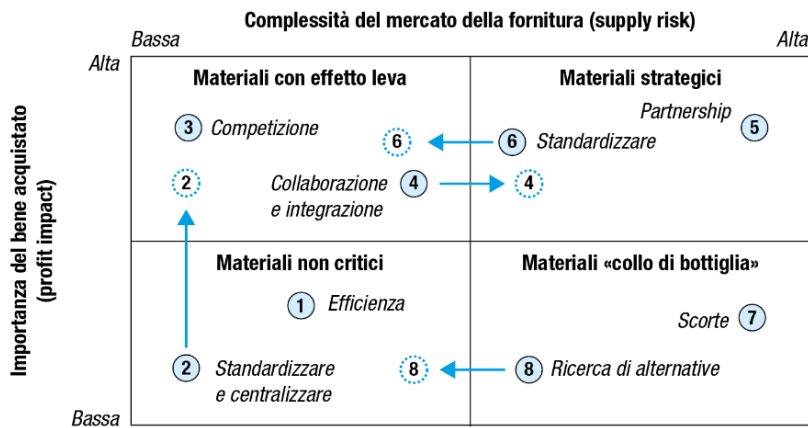 Complessità del mercato della fornitura (supply risk)
Bassa
Alta
Alta
Importanza del bene acquistato
(profit impact)
Materiali con effetto leva
Materiali strategici
3 Competizione
6
6 Standardizzare
Partnership 5
2
Collaborazione
e integrazione
4
4
Materiali non critici
Materiali «collo di bottiglia»
1 Efficienza
Scorte 7
2 Standardizzare
e centralizzare
8
8 Ricerca di alternative
Bassa